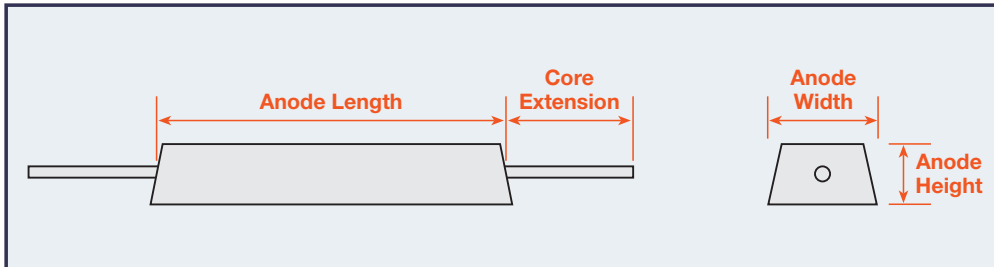 Anode Length
Core
Extension
Anode
Width
Anode
Height